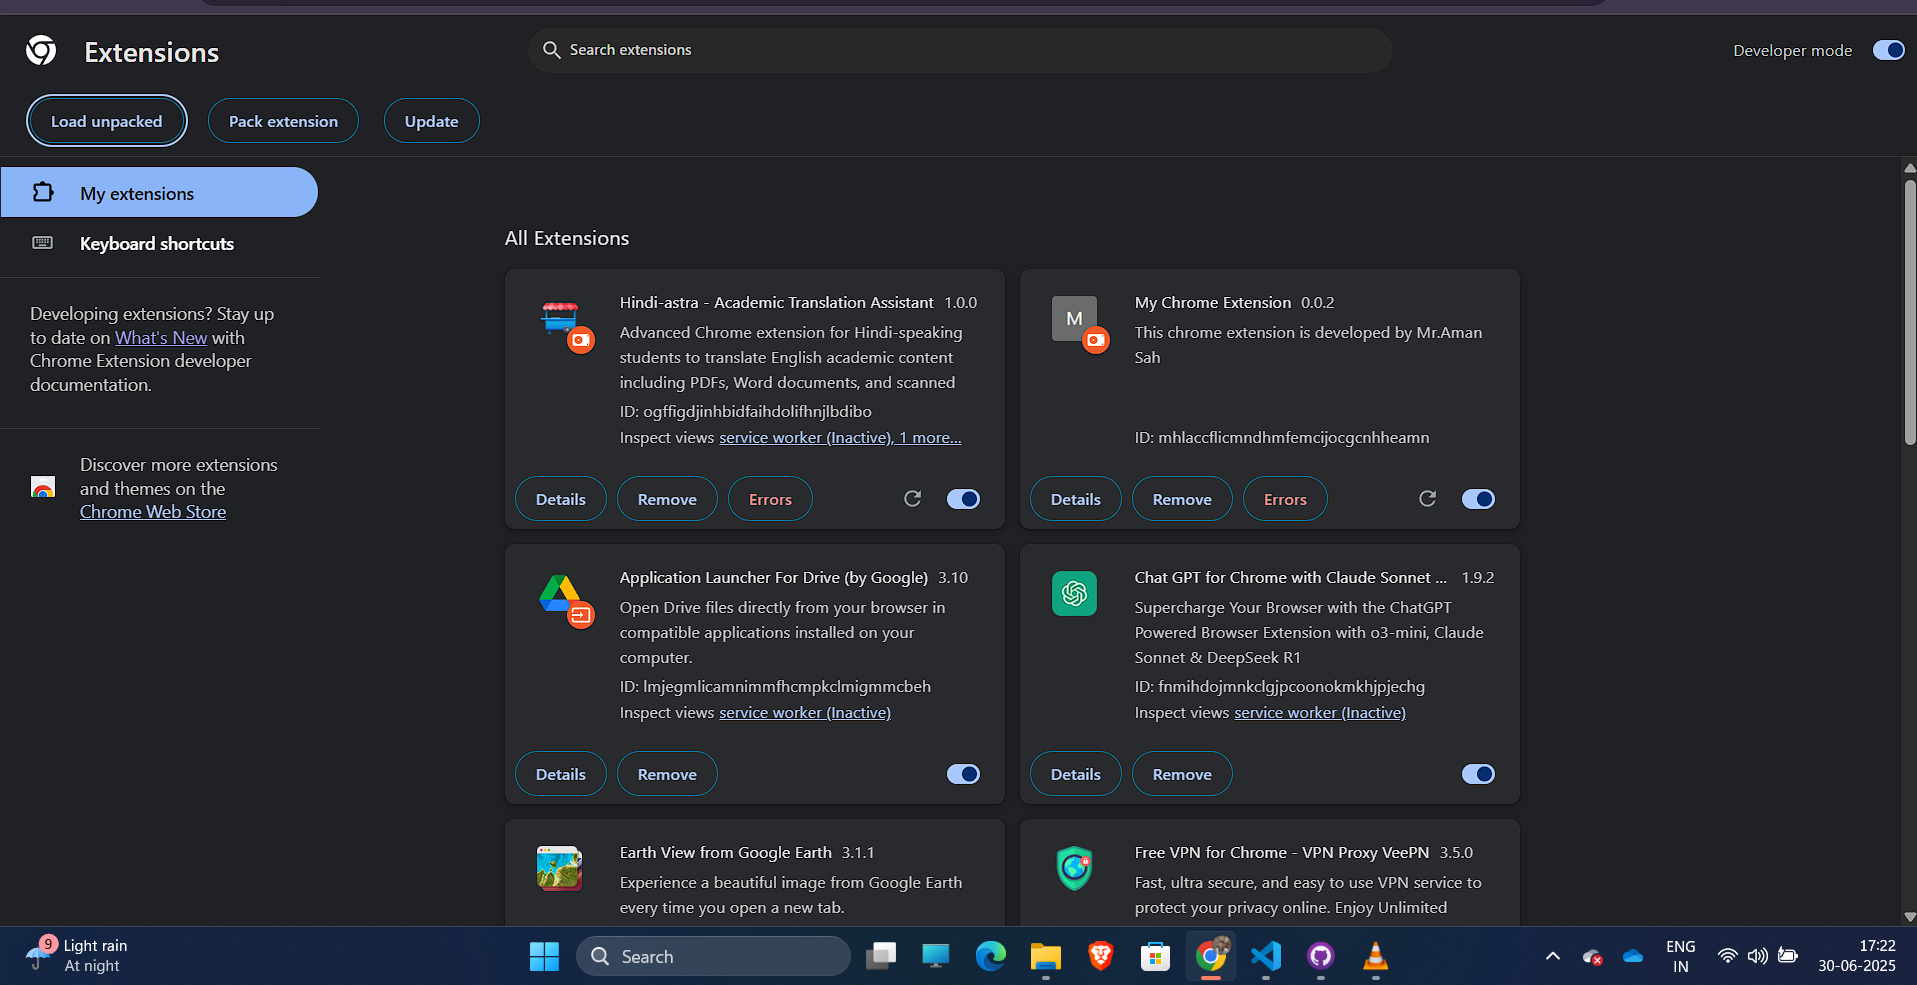 Extensions
Search extensions
Developer mode
Load unpacked
Pack extension
Update
My extensions
Keyboard shortcuts
Developing extensions? Stay up
to date on What's New with
Chrome Extension developer
documentation.
Discover more extensions
and themes on the
Chrome Web Store
All Extensions
Hindi-astra - Academic Translation Assistant 1.0.0
Advanced Chrome extension for Hindi-speaking
students to translate English academic content
including PDFs, Word documents, and scanned
ID: ogffigdjinhbidfaihdolifhnjlbdibo
Inspect views service worker (Inactive), 1 more...
Details
Remove
Errors
M
My Chrome Extension 0.0.2
This chrome extension is developed by Mr.Aman
Sah
ID: mhlaccflicmndhmfemcijocgcnhheamn
Details
Remove
Errors
Application Launcher For Drive (by Google) 3.10
Open Drive files directly from your browser in
compatible applications installed on your
computer.
ID: lmjegmlicamnimmfhcmpkclmigmmcbeh
Inspect views service worker (Inactive)
Details
Remove
Chat GPT for Chrome with Claude Sonnet ... 1.9.2
Supercharge Your Browser with the ChatGPT
Powered Browser Extension with o3-mini, Claude
Sonnet & DeepSeek R1
ID: fnmihdojmnkclgjpcoonokmkhjpjechg
Inspect views service worker (Inactive)
Details
Remove
Earth View from Google Earth 3.1.1
Experience a beautiful image from Google Earth
every time you open a new tab.
Free VPN for Chrome - VPN Proxy VeePN 3.5.0
Fast, ultra secure, and easy to use VPN service to
protect your privacy online. Enjoy Unlimited
9
Light rain
At night
Search
ENG
IN
17:22
30-06-2025